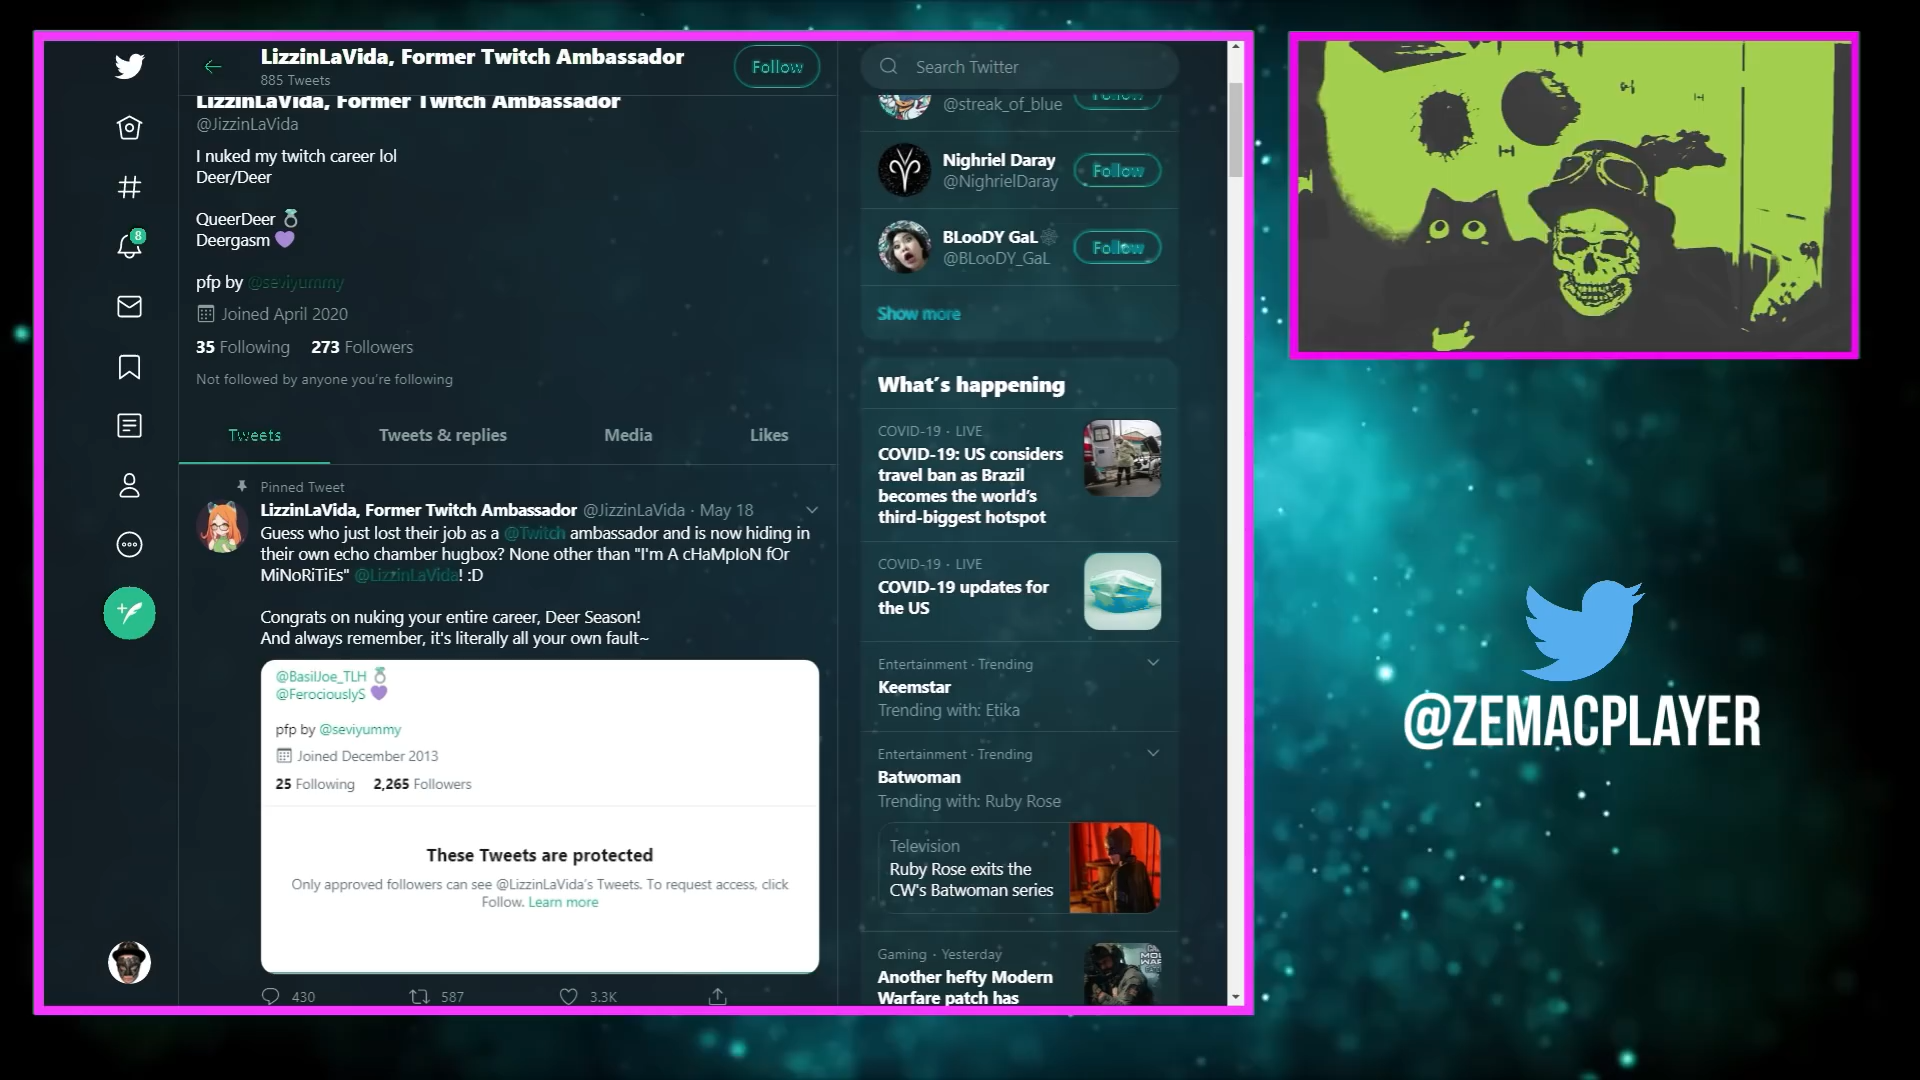 LizzinLaVida, Former Twitch Ambassador
885 Tweets
Follow
LizzinLaVida, Former Twitch Ambassador
@JizzinLaVida
I nuked my twitch career lol
Deer/Deer
QueerDeer 💍
Deergasm 💜
pfp by @seviyummy
Joined April 2020
35 Following 273 Followers
Not followed by anyone you're following
Tweets Tweets & replies Media Likes
Pinned Tweet
LizzinLaVida, Former Twitch Ambassador @JizzinLaVida · May 18
Guess who just lost their job as a @Twitch ambassador and is now hiding in
their own echo chamber hugbox? None other than "I'm A cHaMpIoN fOr
MiNoRiTiEs" @LizzinLaVida! :D
Congrats on nuking your entire career, Deer Season!
And always remember, it's literally all your own fault~
@BasilJoe_TLH 💍
@FerociouslyS 💜
pfp by @seviyummy
Joined December 2013
25 Following 2,265 Followers
These Tweets are protected
Only approved followers can see @LizzinLaVida's Tweets. To request access, click
Follow. Learn more
430 587 3.3K
8
Search Twitter
@streak_of_blue
Follow
Nighriel Daray
@NighrielDaray
Follow
BLooDY GaL❄
@BLooDY_GaL
Follow
Show more
What's happening
COVID-19 · LIVE
COVID-19: US considers
travel ban as Brazil
becomes the world's
third-biggest hotspot
COVID-19 · LIVE
COVID-19 updates for
the US
Entertainment · Trending
Keemstar
Trending with: Etika
Entertainment · Trending
Batwoman
Trending with: Ruby Rose
Television
Ruby Rose exits the
CW's Batwoman series
Gaming · Yesterday
Another hefty Modern
Warfare patch has
@ZEMACPLAYER